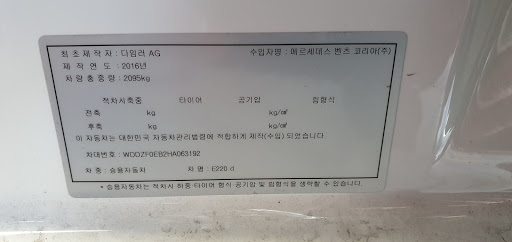 최초제작자 : 다임러 AG 수입자명 : 메르세데스 벤츠 코리아(주)
제작연도 : 2016년
차량총중량 : 2095kg
적차시축중 타이어 공기압 림형식
전축 kg kg/㎠
후축 kg kg/㎠
이 자동차는 대한민국 자동차관리법령에 적합하게 제작(수입) 되었습니다.
차대번호 : WDDZF0EB2HA063192
차종 : 승용자동차 차명 : E220 d
* 승용자동차는 적차시 하중·타이어 형식·공기압 및 림형식을 생략할 수 있습니다.